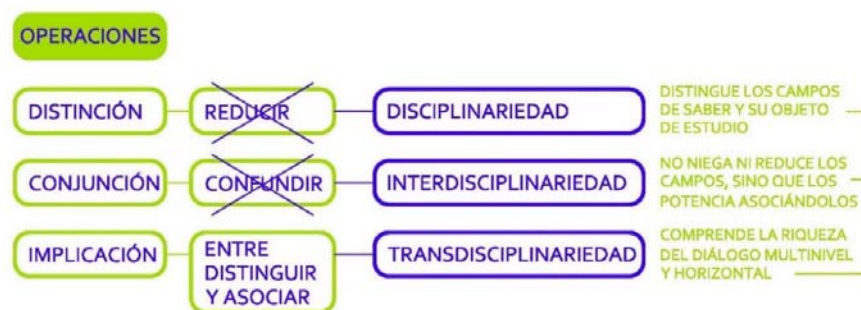 OPERACIONES
DISTINCIÓN
REDUCIR
DISCIPLINARIEDAD
DISTINGUE LOS CAMPOS
DE SABER Y SU OBJETO
DE ESTUDIO
CONJUNCIÓN
CONFUNDIR
INTERDISCIPLINARIEDAD
NO NIEGA NI REDUCE LOS
CAMPOS, SINO QUE LOS
POTENCIA ASOCIÁNDOLOS
IMPLICACIÓN
ENTRE
DISTINGUIR
Y ASOCIAR
TRANSDISCIPLINARIEDAD
COMPRENDE LA RIQUEZA
DEL DIÁLOGO MULTINIVEL
Y HORIZONTAL